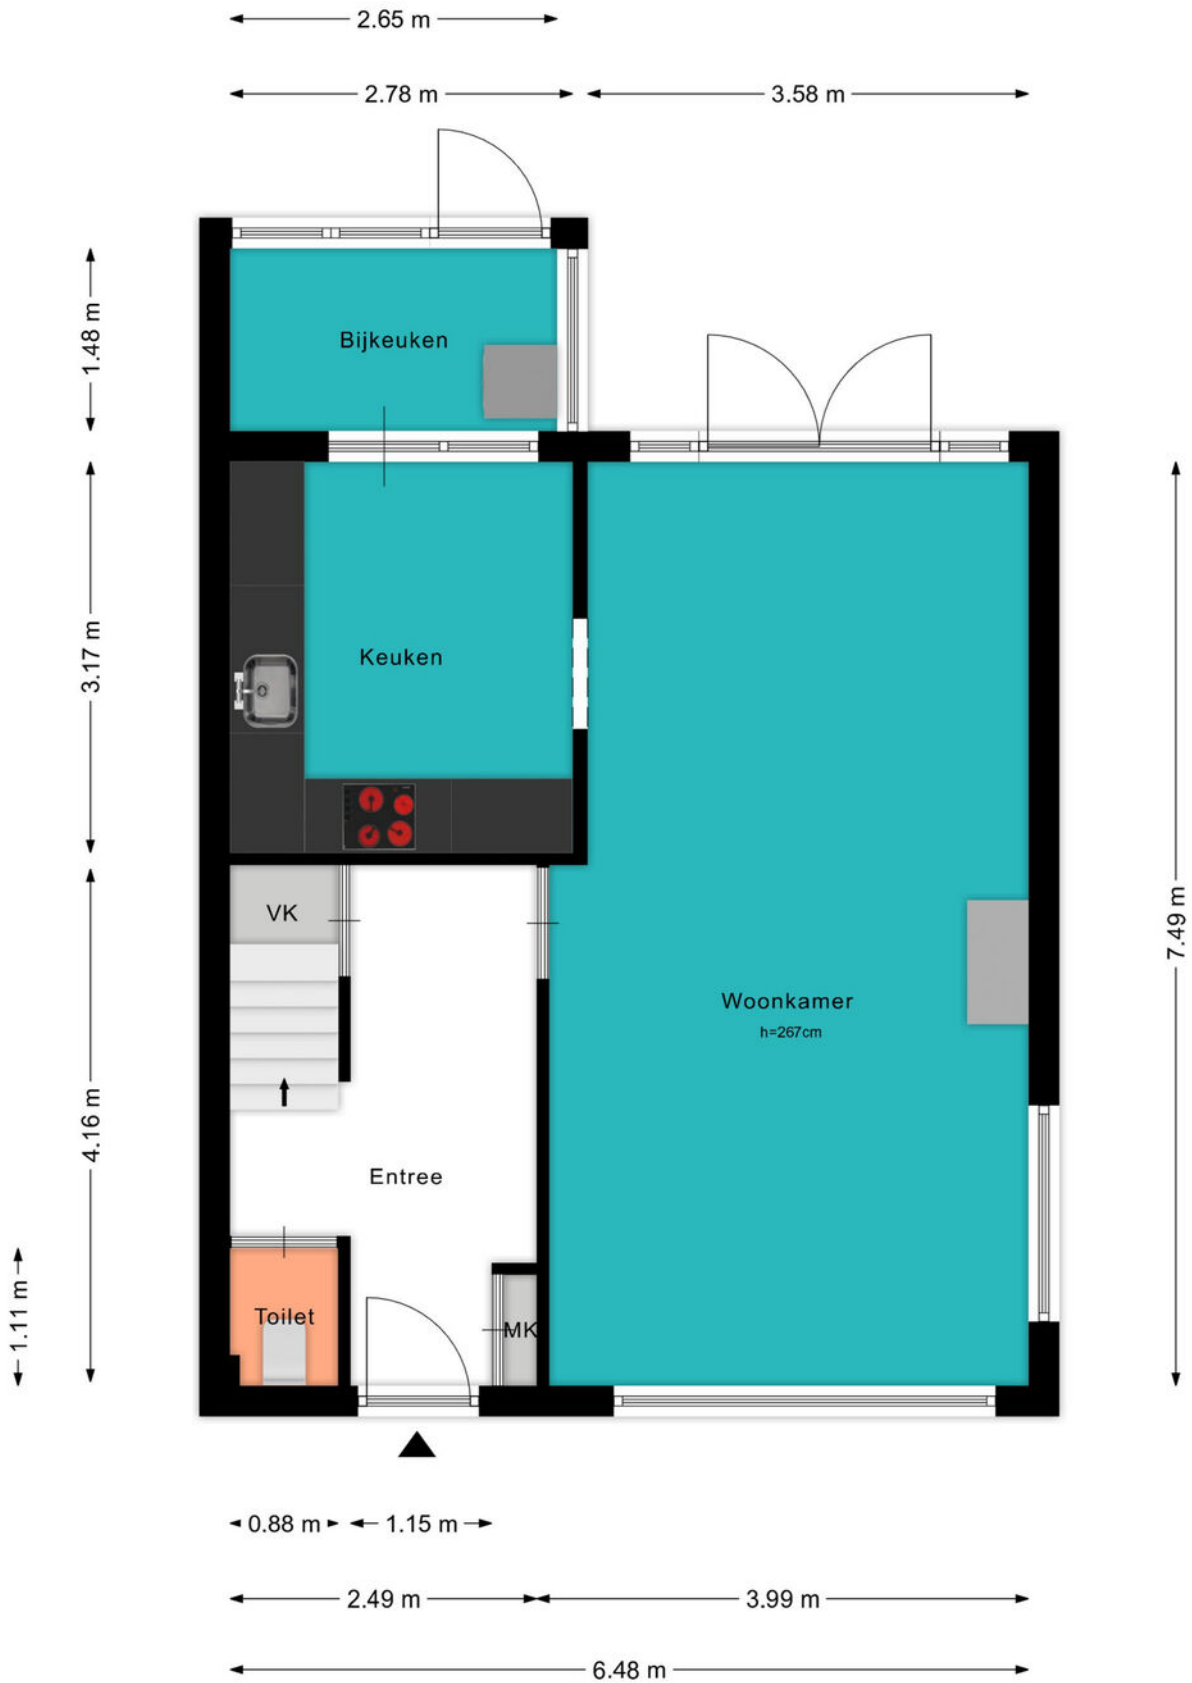 2.65 m
2.78 m
3.58 m
1.48 m
Bijkeuken
3.17 m
Keuken
VK
7.49 m
Woonkamer
h=267cm
4.16 m
Entree
1.11 m
Toilet
MK
0.88 m
1.15 m
2.49 m
3.99 m
6.48 m